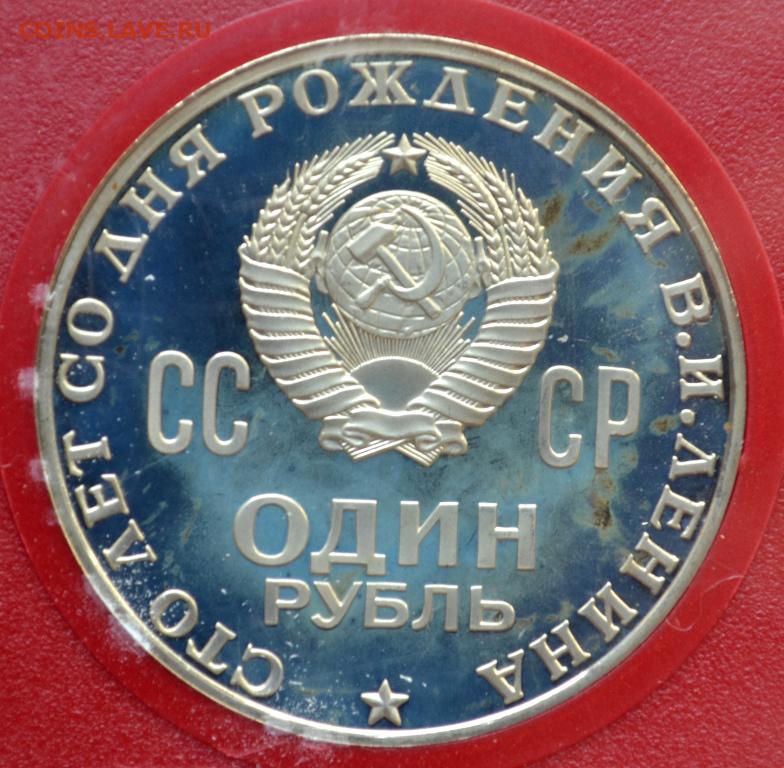 COINS.LAVE.RU
СТО ЛЕТ СО ДНЯ РОЖДЕНИЯ В.И.ЛЕНИНА
СС СР
ОДИН
РУБЛЬ